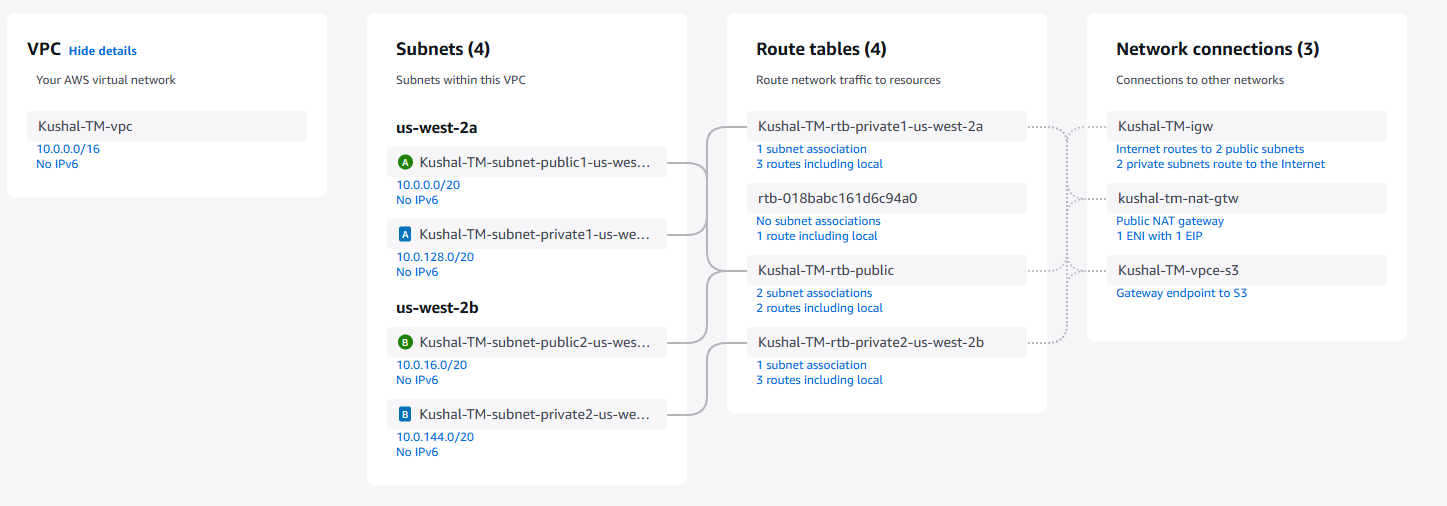 VPC Hide details
Your AWS virtual network
Kushal-TM-vpc
10.0.0.0/16
No IPv6
Subnets (4)
Subnets within this VPC
us-west-2a
A Kushal-TM-subnet-public1-us-wes...
10.0.0.0/20
No IPv6
A Kushal-TM-subnet-private1-us-we...
10.0.128.0/20
No IPv6
us-west-2b
B Kushal-TM-subnet-public2-us-wes...
10.0.16.0/20
No IPv6
B Kushal-TM-subnet-private2-us-we...
10.0.144.0/20
No IPv6
Route tables (4)
Route network traffic to resources
Kushal-TM-rtb-private1-us-west-2a
1 subnet association
3 routes including local
rtb-018babc161d6c94a0
No subnet associations
1 route including local
Kushal-TM-rtb-public
2 subnet associations
2 routes including local
Kushal-TM-rtb-private2-us-west-2b
1 subnet association
3 routes including local
Network connections (3)
Connections to other networks
Kushal-TM-igw
Internet routes to 2 public subnets
2 private subnets route to the Internet
kushal-tm-nat-gtw
Public NAT gateway
1 ENI with 1 EIP
Kushal-TM-vpce-s3
Gateway endpoint to S3